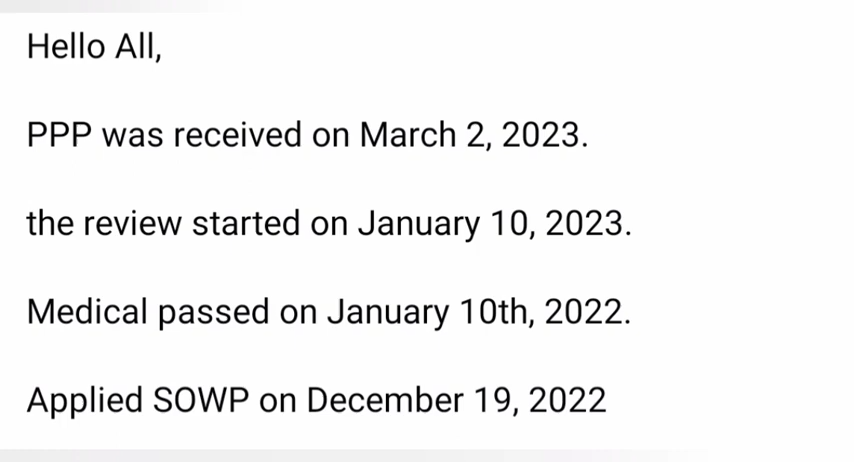 Hello All,
PPP was received on March 2, 2023.
the review started on January 10, 2023.
Medical passed on January 10th, 2022.
Applied SOWP on December 19, 2022